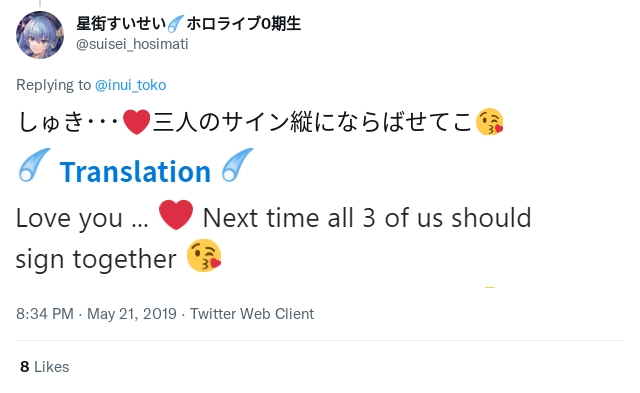 星街すいせい☄️ホロライブ0期生
@suisei_hosimati
Replying to @inui_toko
しゅき･･･❤️三人のサイン縦にならばせてこ😘
☄️ Translation ☄️
Love you ... ❤️ Next time all 3 of us should
sign together 😘
8:34 PM · May 21, 2019 · Twitter Web Client
8 Likes